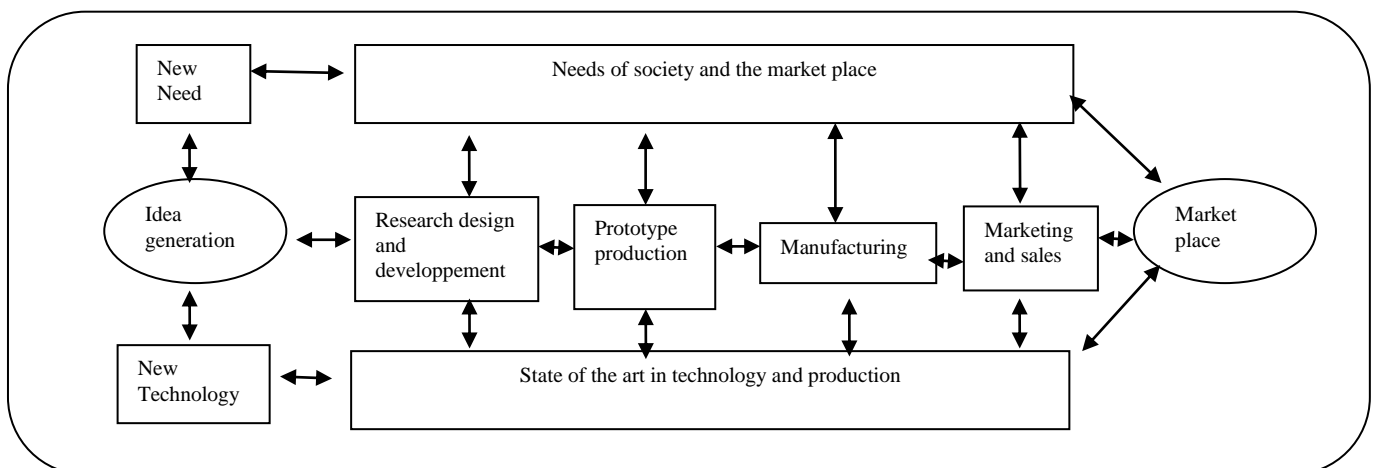 New
Need
Needs of society and the market place
Idea
generation
Research design
and
developpement
Prototype
production
Manufacturing
Marketing
and sales
Market
place
New
Technology
State of the art in technology and production